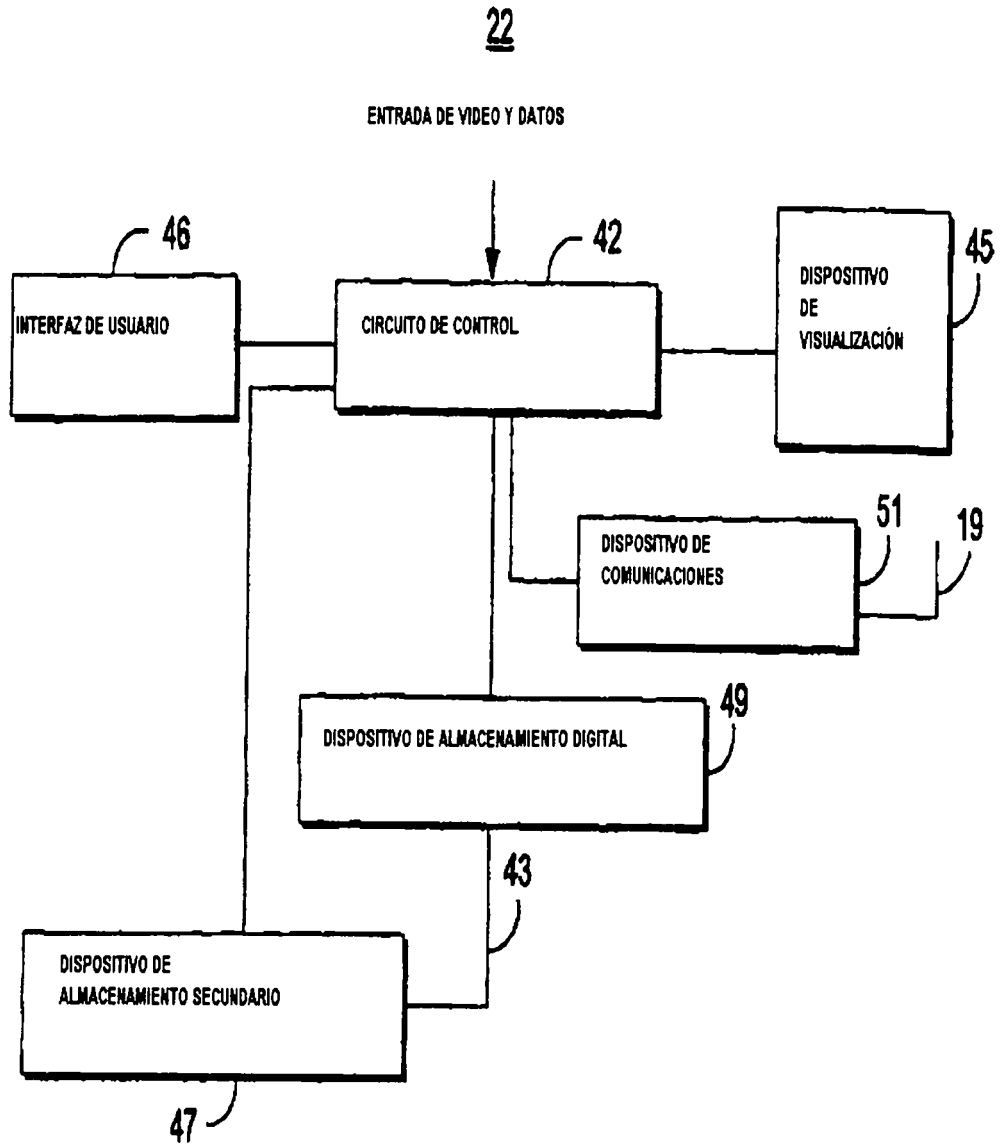 22
ENTRADA DE VIDEO Y DATOS
46
42
45
INTERFAZ DE USUARIO
CIRCUITO DE CONTROL
DISPOSITIVO
DE
VISUALIZACIÓN
51
19
DISPOSITIVO DE
COMUNICACIONES
49
DISPOSITIVO DE ALMACENAMIENTO DIGITAL
43
DISPOSITIVO DE
ALMACENAMIENTO SECUNDARIO
47